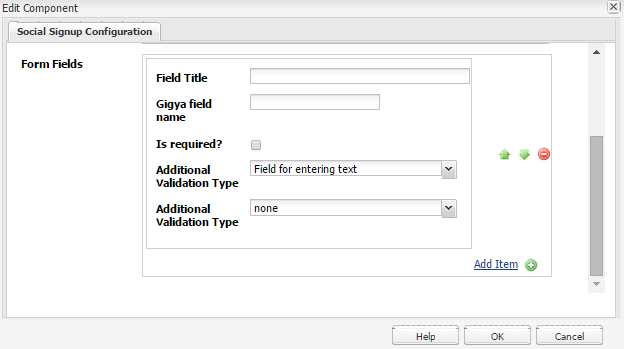 Edit Component
Social Signup Configuration
Form Fields
Field Title
Gigya field
name
Is required?
Additional
Validation Type
Field for entering text
Additional
Validation Type
none
Add Item
Help
OK
Cancel